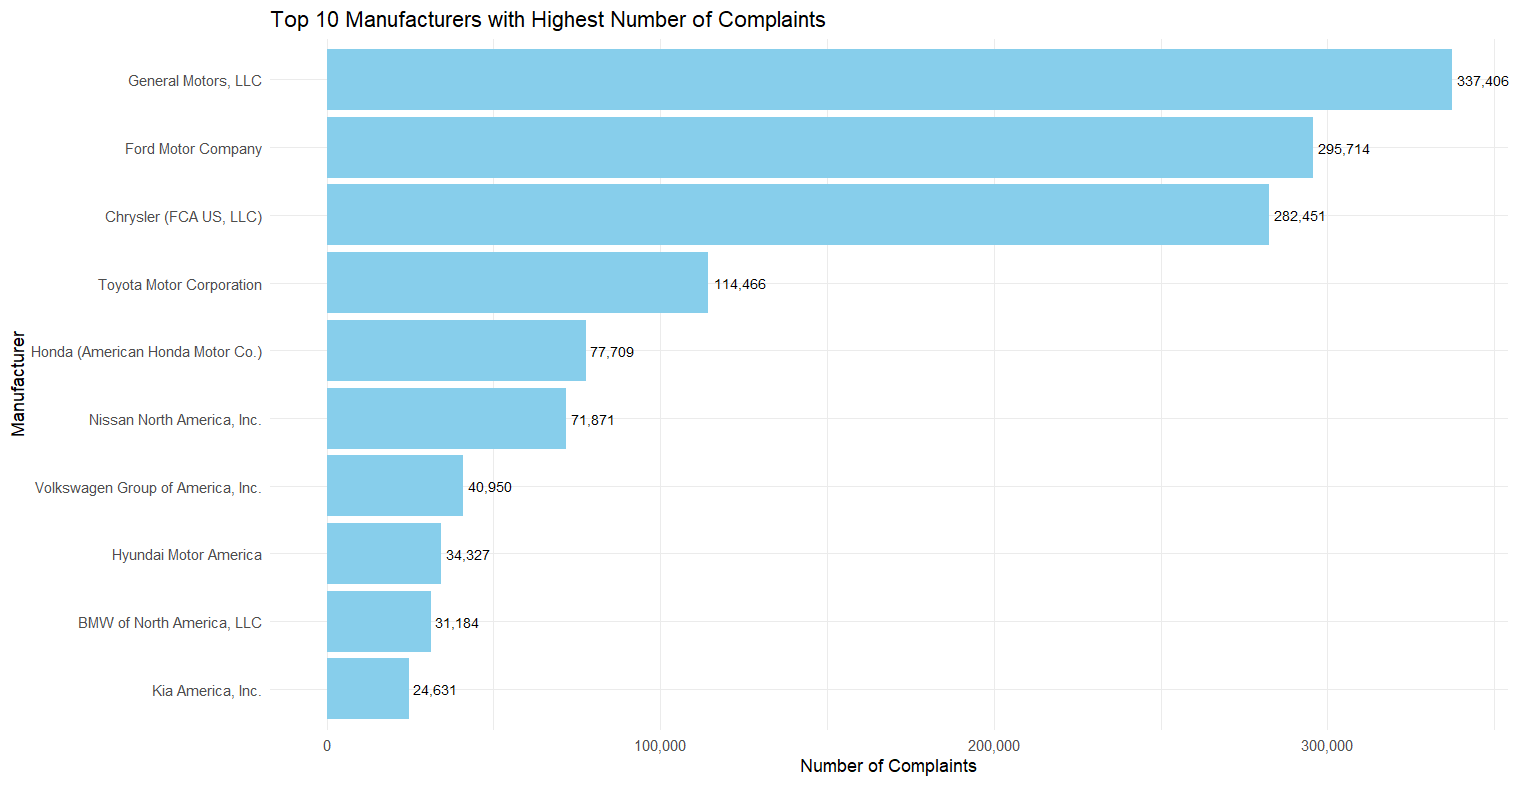 Top 10 Manufacturers with Highest Number of Complaints
Manufacturer
General Motors, LLC 337,406
Ford Motor Company 295,714
Chrysler (FCA US, LLC) 282,451
Toyota Motor Corporation 114,466
Honda (American Honda Motor Co.) 77,709
Nissan North America, Inc. 71,871
Volkswagen Group of America, Inc. 40,950
Hyundai Motor America 34,327
BMW of North America, LLC 31,184
Kia America, Inc. 24,631
0 100,000 200,000 300,000
Number of Complaints